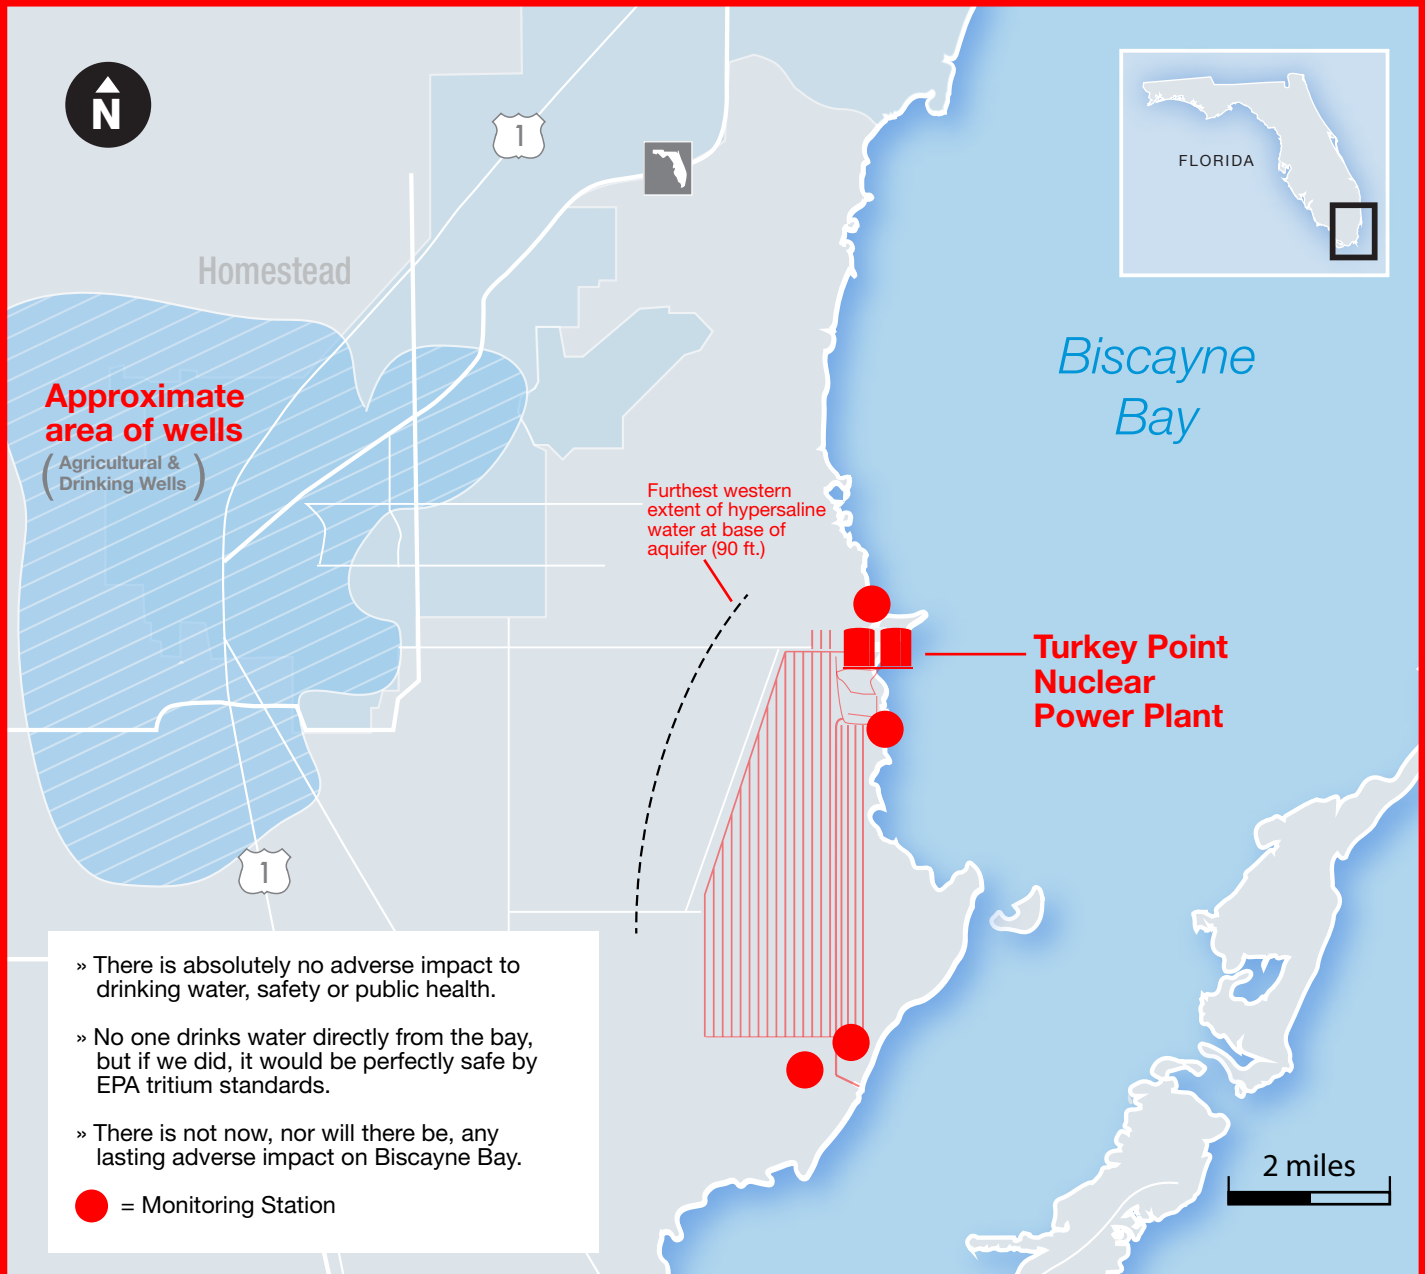 N
1
FLORIDA
Homestead
Biscayne
Bay
Approximate
area of wells
(Agricultural &
Drinking Wells)
Furthest western
extent of hypersaline
water at base of
aquifer (90 ft.)
Turkey Point
Nuclear
Power Plant
1
» There is absolutely no adverse impact to
drinking water, safety or public health.
» No one drinks water directly from the bay,
but if we did, it would be perfectly safe by
EPA tritium standards.
» There is not now, nor will there be, any
lasting adverse impact on Biscayne Bay.
= Monitoring Station
2 miles